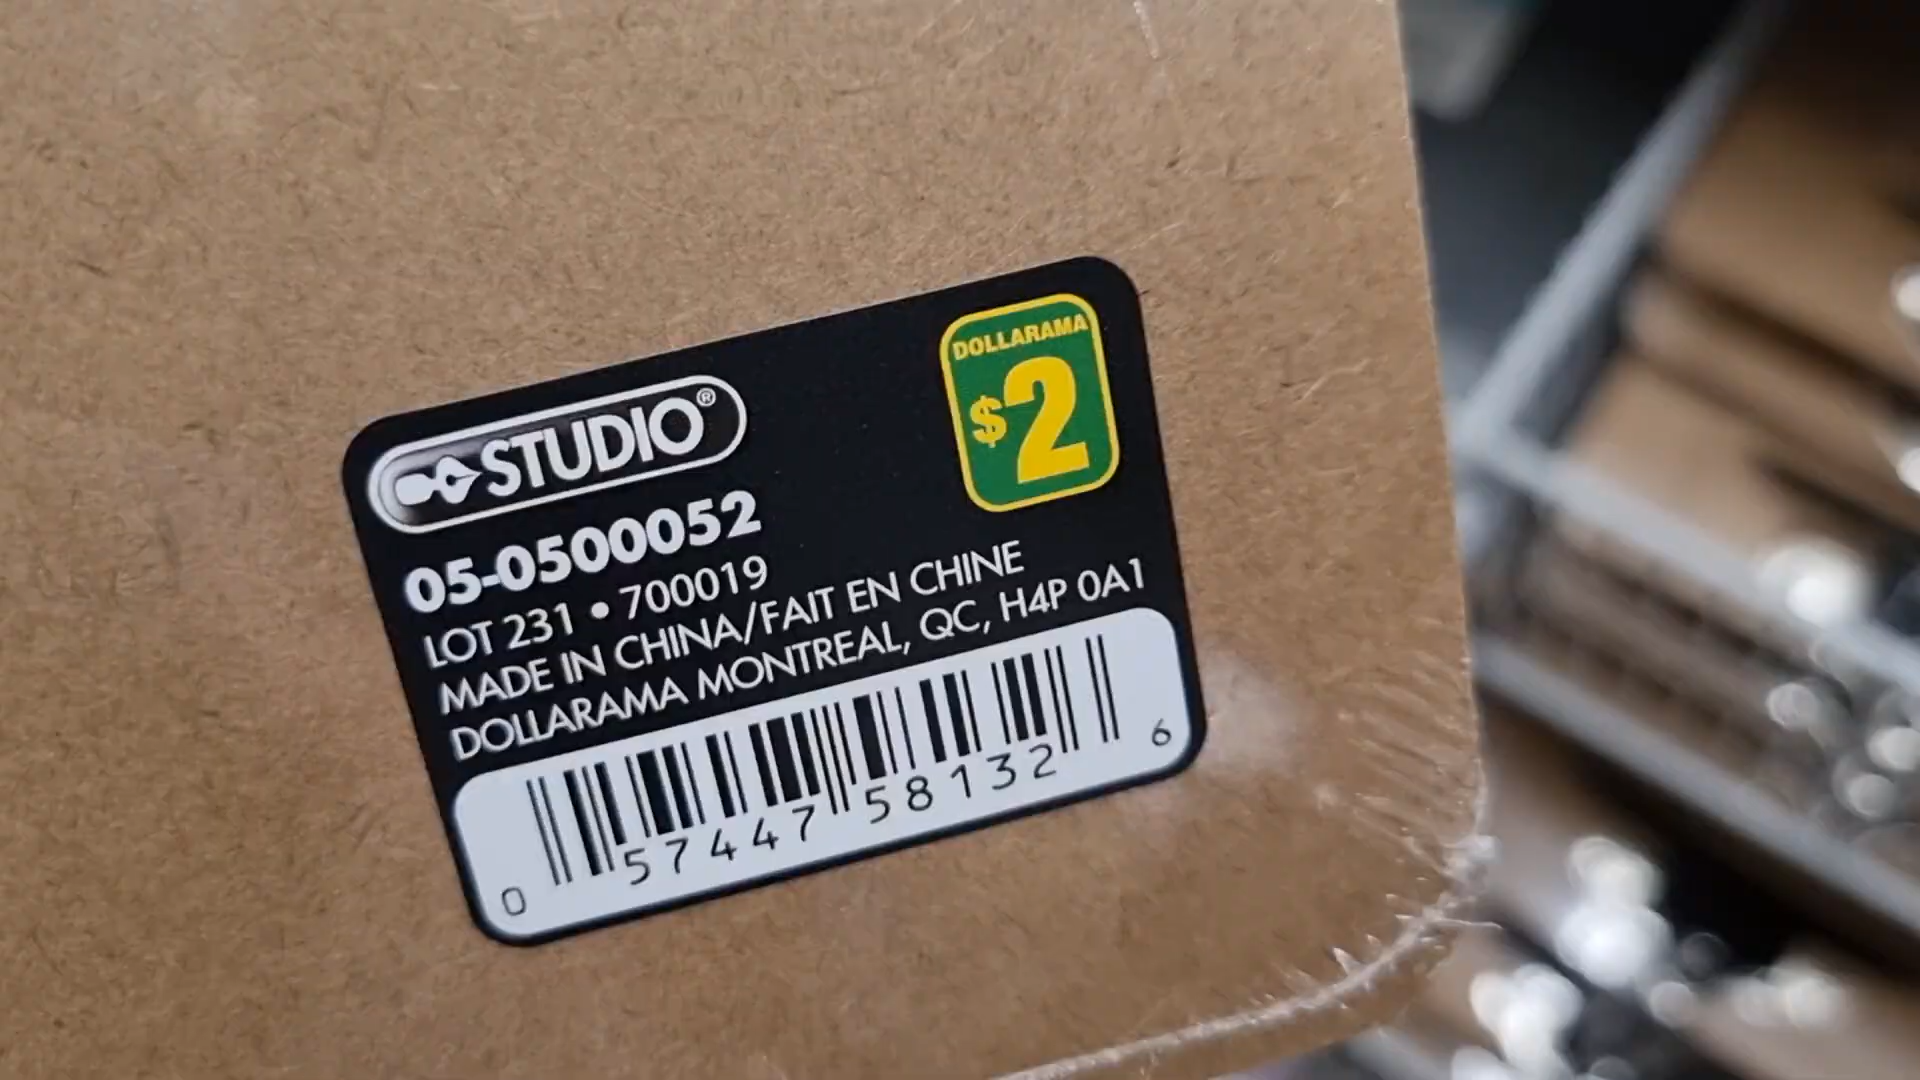 STUDIO®
DOLLARAMA
$2
05-0500052
LOT 231 • 700019
MADE IN CHINA/FAIT EN CHINE
DOLLARAMA MONTREAL, QC, H4P 0A1
0 57447 58132 6